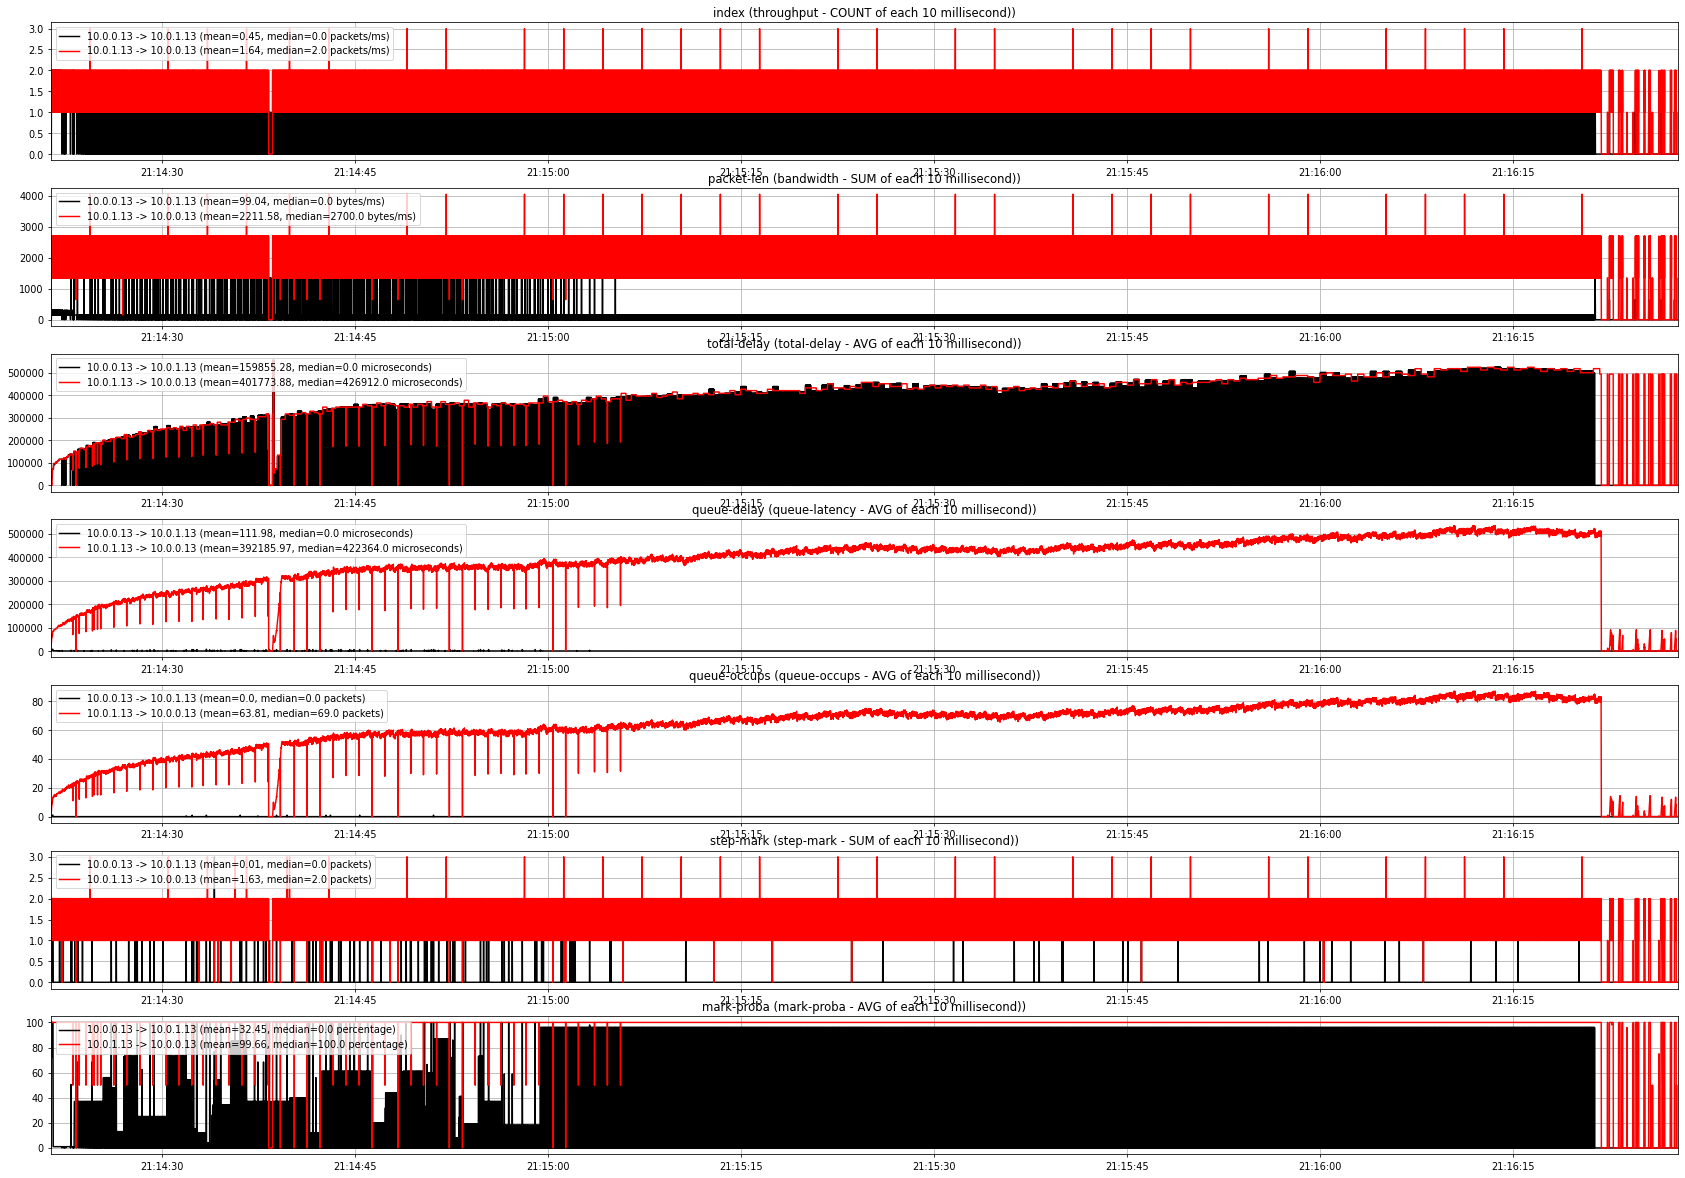 index (throughput - COUNT of each 10 millisecond))
3.0
2.5
2.0
1.5
1.0
0.5
0.0
10.0.0.13 -> 10.0.1.13 (mean=0.45, median=0.0 packets/ms)
10.0.1.13 -> 10.0.0.13 (mean=1.64, median=2.0 packets/ms)
21:14:30 21:14:45 21:15:00 21:15:15 21:15:30 21:15:45 21:16:00 21:16:15
packet-len (bandwidth - SUM of each 10 millisecond))
4000
3000
2000
1000
0
10.0.0.13 -> 10.0.1.13 (mean=99.04, median=0.0 bytes/ms)
10.0.1.13 -> 10.0.0.13 (mean=2211.58, median=2700.0 bytes/ms)
21:14:30 21:14:45 21:15:00 21:15:15 21:15:30 21:15:45 21:16:00 21:16:15
total-delay (total-delay - AVG of each 10 millisecond))
500000
400000
300000
200000
100000
0
10.0.0.13 -> 10.0.1.13 (mean=159855.28, median=0.0 microseconds)
10.0.1.13 -> 10.0.0.13 (mean=401773.88, median=426912.0 microseconds)
21:14:30 21:14:45 21:15:00 21:15:15 21:15:30 21:15:45 21:16:00 21:16:15
queue-delay (queue-latency - AVG of each 10 millisecond))
500000
400000
300000
200000
100000
0
10.0.0.13 -> 10.0.1.13 (mean=111.98, median=0.0 microseconds)
10.0.1.13 -> 10.0.0.13 (mean=392185.97, median=422364.0 microseconds)
21:14:30 21:14:45 21:15:00 21:15:15 21:15:30 21:15:45 21:16:00 21:16:15
queue-occups (queue-occups - AVG of each 10 millisecond))
80
60
40
20
0
10.0.0.13 -> 10.0.1.13 (mean=0.0, median=0.0 packets)
10.0.1.13 -> 10.0.0.13 (mean=63.81, median=69.0 packets)
21:14:30 21:14:45 21:15:00 21:15:15 21:15:30 21:15:45 21:16:00 21:16:15
step-mark (step-mark - SUM of each 10 millisecond))
3.0
2.5
2.0
1.5
1.0
0.5
0.0
10.0.0.13 -> 10.0.1.13 (mean=0.01, median=0.0 packets)
10.0.1.13 -> 10.0.0.13 (mean=1.63, median=2.0 packets)
21:14:30 21:14:45 21:15:00 21:15:15 21:15:30 21:15:45 21:16:00 21:16:15
mark-proba (mark-proba - AVG of each 10 millisecond))
100
80
60
40
20
0
10.0.0.13 -> 10.0.1.13 (mean=32.45, median=0.0 percentage)
10.0.1.13 -> 10.0.0.13 (mean=99.66, median=100.0 percentage)
21:14:30 21:14:45 21:15:00 21:15:15 21:15:30 21:15:45 21:16:00 21:16:15